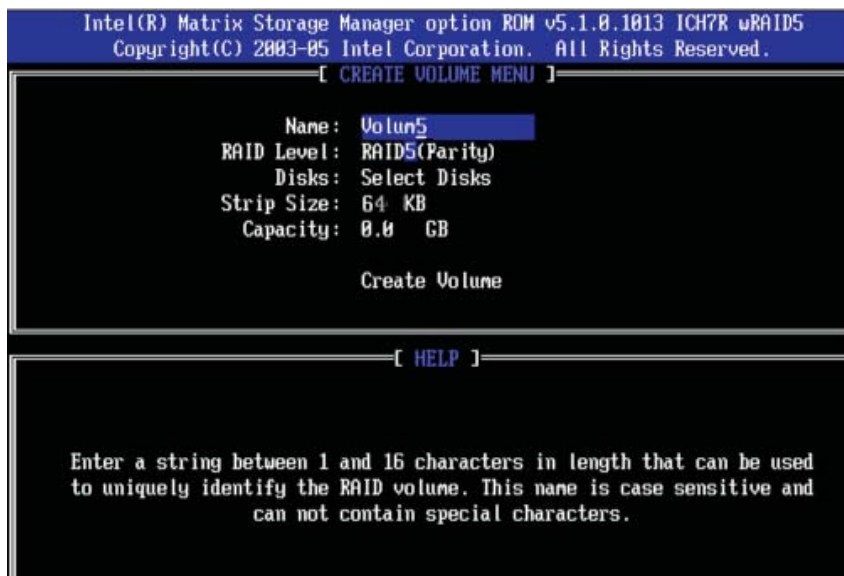 Intel(R) Matrix Storage Manager option ROM v5.1.0.1013 ICH7R wRAID5
Copyright(C) 2003-05 Intel Corporation. All Rights Reserved.
[ CREATE VOLUME MENU ]
Name: Volum5
RAID Level: RAID5(Parity)
Disks: Select Disks
Strip Size: 64 KB
Capacity: 0.0 GB
Create Volume
[ HELP ]
Enter a string between 1 and 16 characters in length that can be used
to uniquely identify the RAID volume. This name is case sensitive and
can not contain special characters.